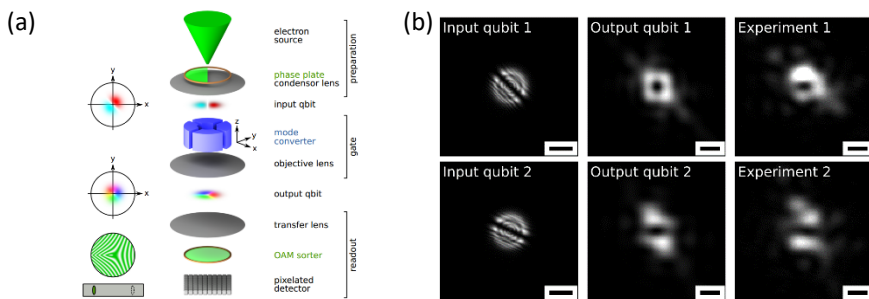 (a)
electron
source
phase plate
condensor lens
input qbit
mode
converter
objective lens
output qbit
transfer lens
OAM sorter
pixelated
detector
preparation
gate
readout
y
x
z
y
x
y
x
(b)
Input qubit 1
Output qubit 1
Experiment 1
Input qubit 2
Output qubit 2
Experiment 2